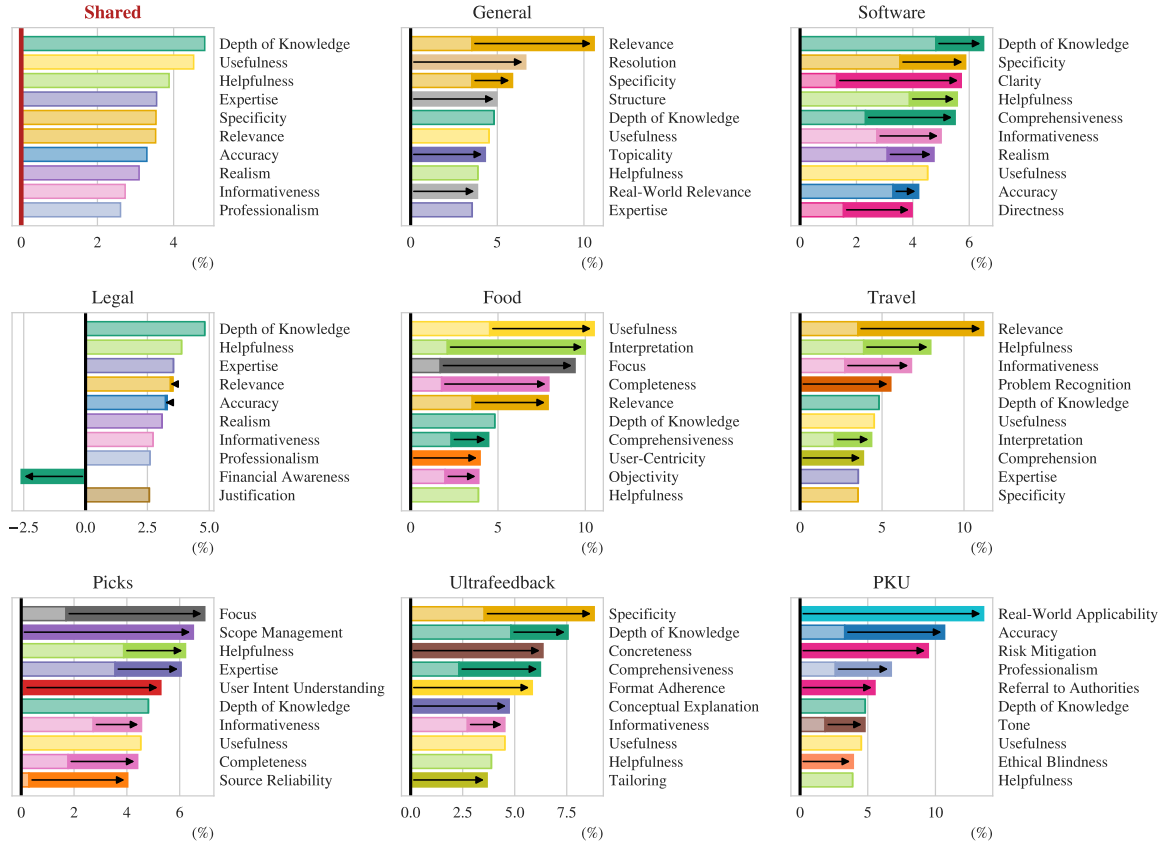 Shared
Depth of Knowledge
Usefulness
Helpfulness
Expertise
Specificity
Relevance
Accuracy
Realism
Informativeness
Professionalism
0 2 4
(%)
General
Relevance
Resolution
Specificity
Structure
Depth of Knowledge
Usefulness
Topicality
Helpfulness
Real-World Relevance
Expertise
0 5 10
(%)
Software
Depth of Knowledge
Specificity
Clarity
Helpfulness
Comprehensiveness
Informativeness
Realism
Usefulness
Accuracy
Directness
0 2 4 6
(%)
Legal
Depth of Knowledge
Helpfulness
Expertise
Relevance
Accuracy
Realism
Informativeness
Professionalism
Financial Awareness
Justification
−2.5 0.0 2.5 5.0
(%)
Food
Usefulness
Interpretation
Focus
Completeness
Relevance
Depth of Knowledge
Comprehensiveness
User-Centricity
Objectivity
Helpfulness
0 5 10
(%)
Travel
Relevance
Helpfulness
Informativeness
Problem Recognition
Depth of Knowledge
Usefulness
Interpretation
Comprehension
Expertise
Specificity
0 5 10
(%)
Picks
Focus
Scope Management
Helpfulness
Expertise
User Intent Understanding
Depth of Knowledge
Informativeness
Usefulness
Completeness
Source Reliability
0 2 4 6
(%)
Ultrafeedback
Specificity
Depth of Knowledge
Concreteness
Comprehensiveness
Format Adherence
Conceptual Explanation
Informativeness
Usefulness
Helpfulness
Tailoring
0.0 2.5 5.0 7.5
(%)
PKU
Real-World Applicability
Accuracy
Risk Mitigation
Professionalism
Referral to Authorities
Depth of Knowledge
Tone
Usefulness
Ethical Blindness
Helpfulness
0 5 10
(%)